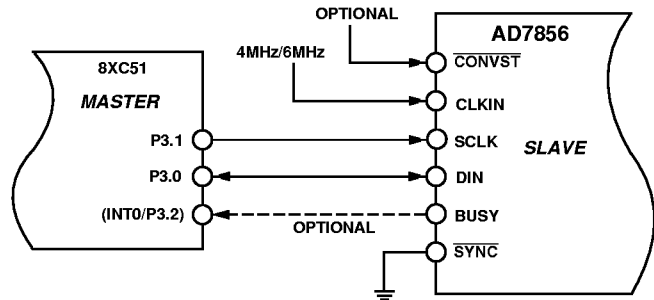 OPTIONAL
AD7856
4MHz/6MHz
8XC51
CONVST
MASTER
CLKIN
P3.1
SCLK
SLAVE
P3.0
DIN
(INT0/P3.2)
BUSY
OPTIONAL
SYNC